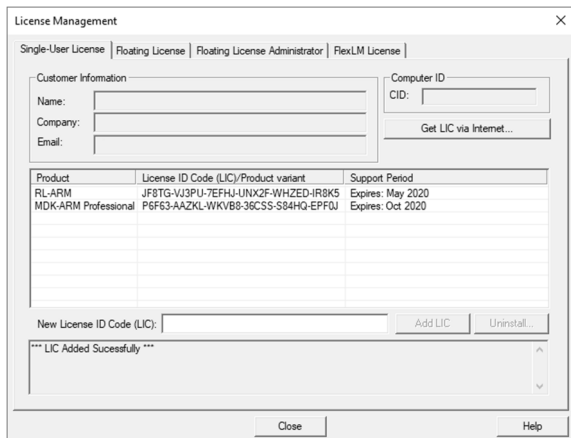 License Management
Single-User License Floating License Floating License Administrator FlexLM License
Customer Information
Name:
Company:
Email:
Computer ID
CID:
Get LIC via Internet...
Product License ID Code (LIC)/Product variant Support Period
RL-ARM JF8TG-VJ3PU-7EFHJ-UNX2F-WHZED-IR8K5 Expires: May 2020
MDK-ARM Professional P6F63-AAZKL-WKVB8-36CSS-S84HQ-EPF0J Expires: Oct 2020
New License ID Code (LIC): Add LIC Uninstall...
*** LIC Added Sucessfully ***
Close Help